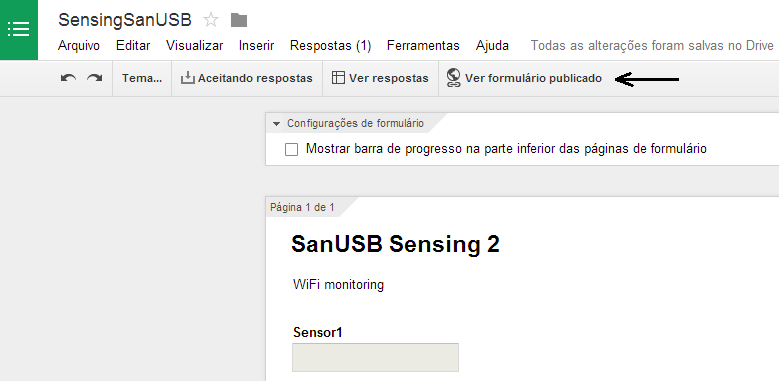 SensingSanUSB
Arquivo Editar Visualizar Inserir Respostas (1) Ferramentas Ajuda Todas as alterações foram salvas no Drive
Tema... Aceitando respostas Ver respostas Ver formulário publicado
Configurações de formulário
Mostrar barra de progresso na parte inferior das páginas de formulário
Página 1 de 1
SanUSB Sensing 2
WiFi monitoring
Sensor1